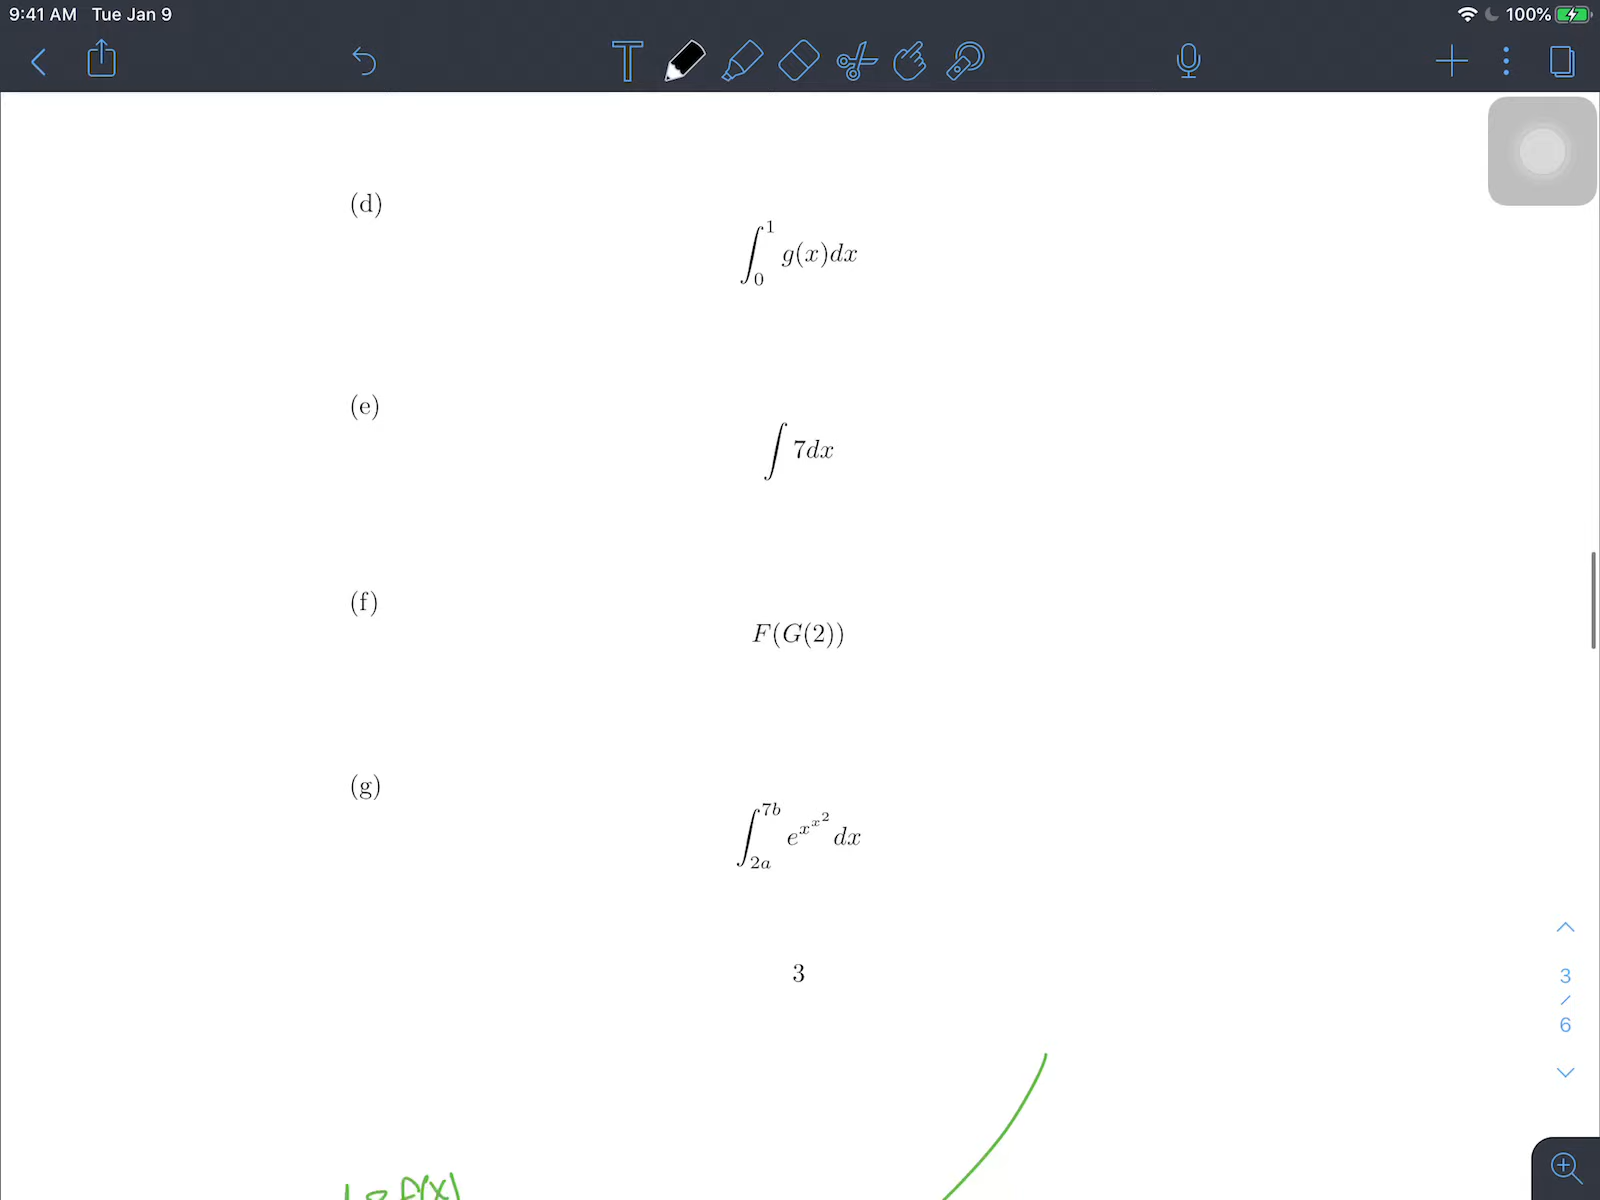 9:41 AM Tue Jan 9 100%
(d)
∫₀¹ g(x)dx
(e)
∫ 7dx
(f)
F(G(2))
(g)
∫_{2a}^{7b} e^{x^{x^2}} dx
3
3
/
6
f(x)